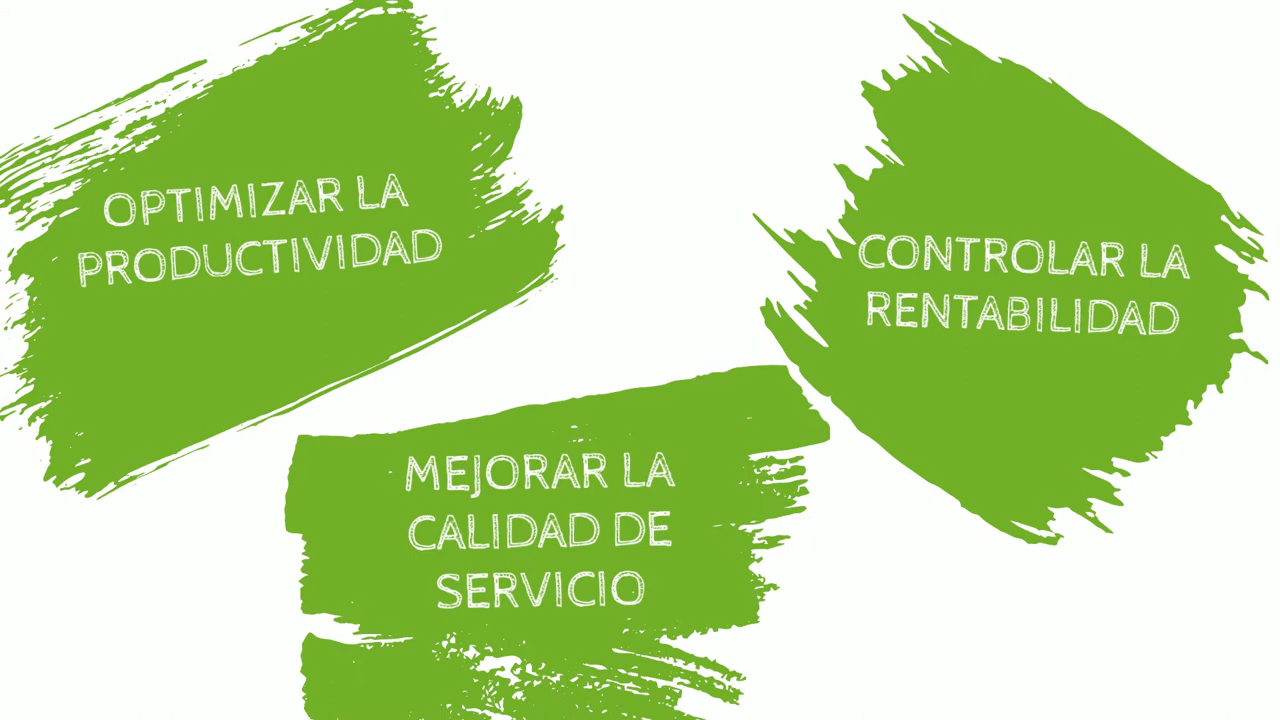 OPTIMIZAR LA
PRODUCTIVIDAD
CONTROLAR LA
RENTABILIDAD
MEJORAR LA
CALIDAD DE
SERVICIO